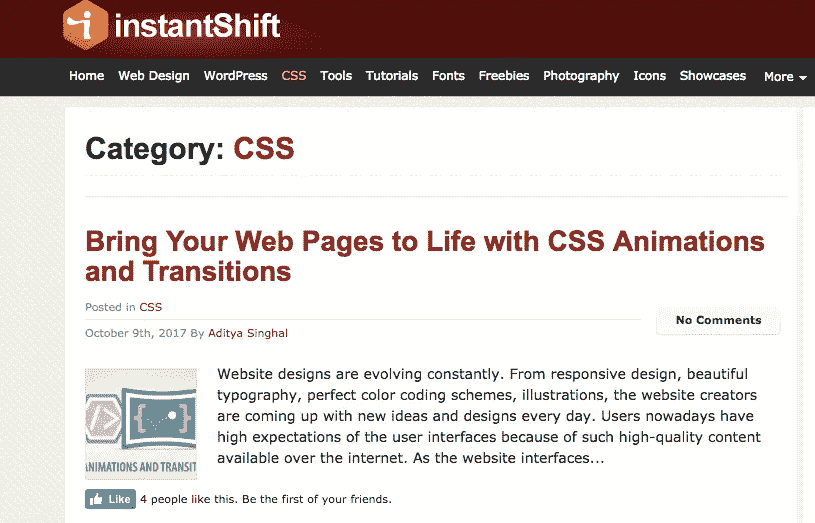 instantShift
Home Web Design WordPress CSS Tools Tutorials Fonts Freebies Photography Icons Showcases More
Category: CSS
Bring Your Web Pages to Life with CSS Animations
and Transitions
Posted in CSS
October 9th, 2017 By Aditya Singhal
No Comments
Website designs are evolving constantly. From responsive design, beautiful
typography, perfect color coding schemes, illustrations, the website creators
are coming up with new ideas and designs every day. Users nowadays have
high expectations of the user interfaces because of such high-quality content
available over the internet. As the website interfaces...
ANIMATIONS AND TRANSIT
Like 4 people like this. Be the first of your friends.